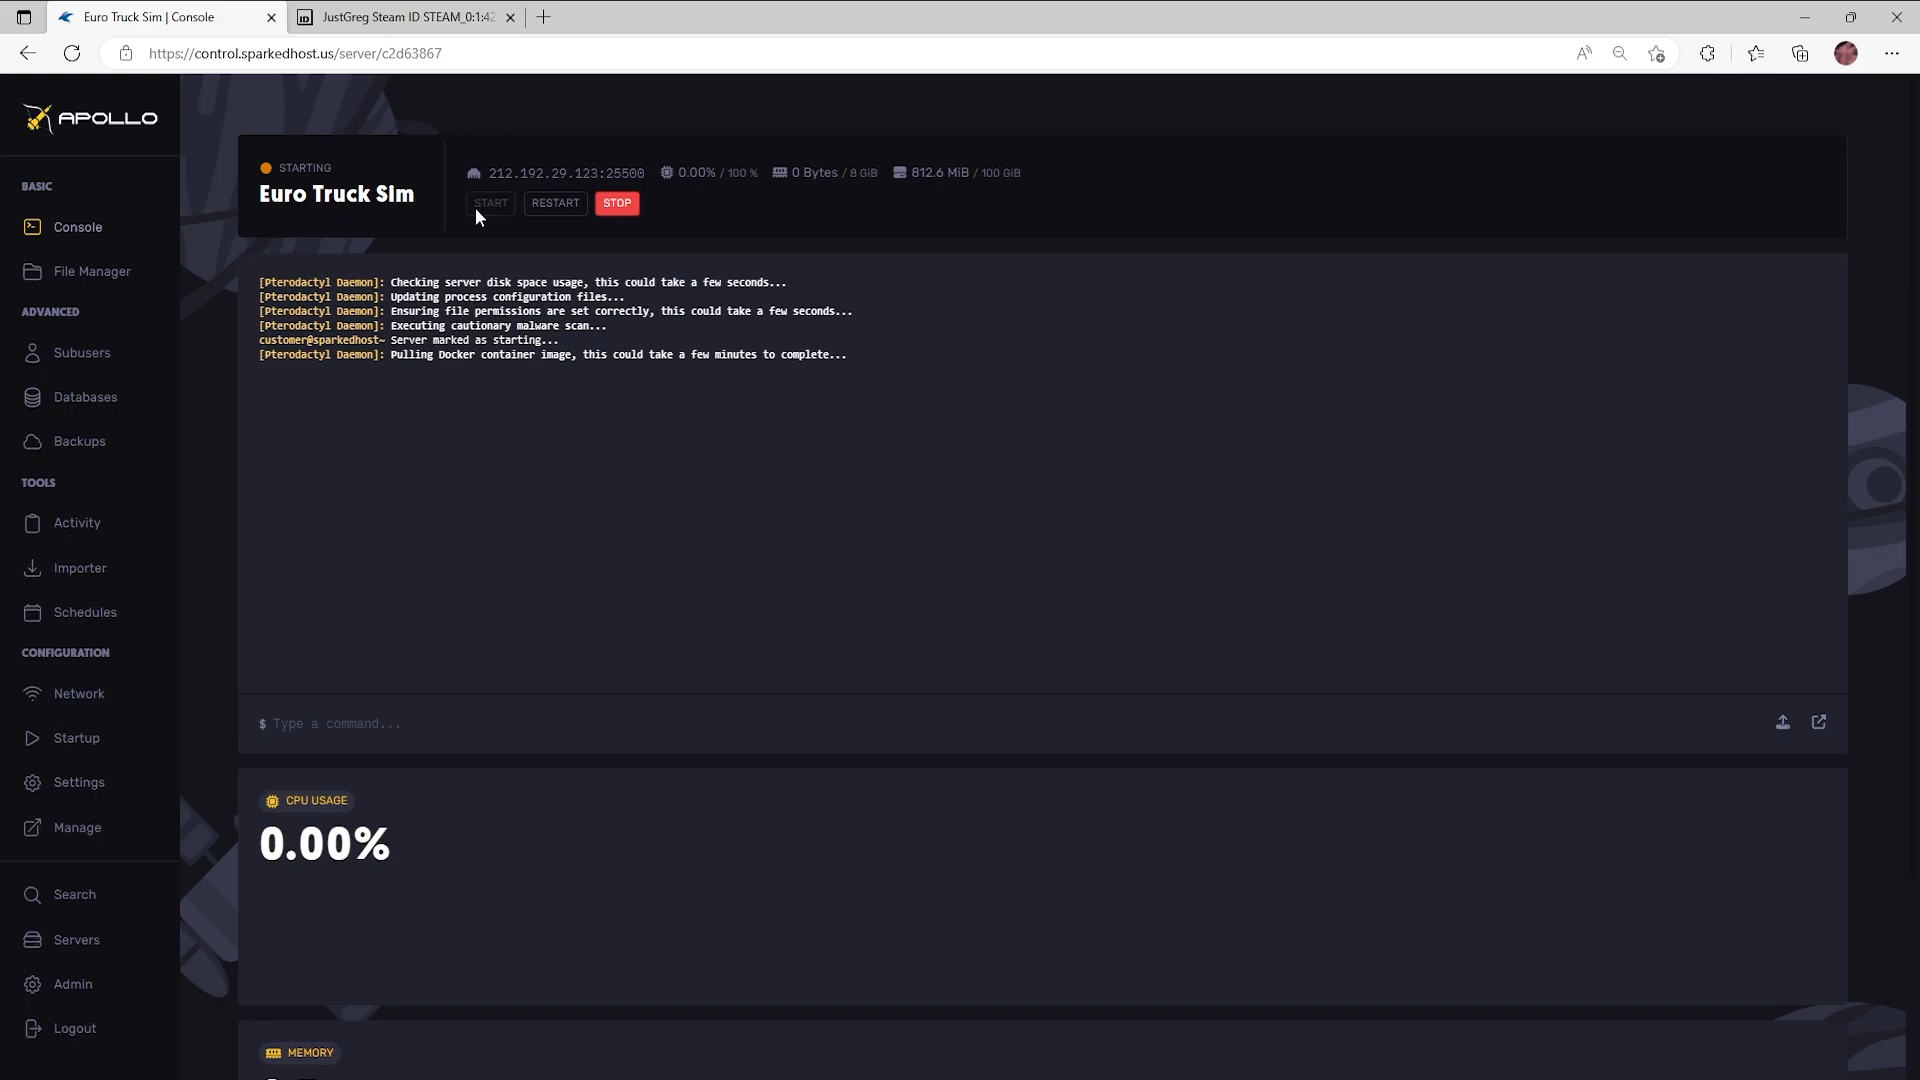 Euro Truck Sim | Console
JustGreg Steam ID STEAM_0:1:42
https://control.sparkedhost.us/server/c2d63867
APOLLO
BASIC
Console
File Manager
ADVANCED
Subusers
Databases
Backups
TOOLS
Activity
Importer
Schedules
CONFIGURATION
Network
Startup
Settings
Manage
Search
Servers
Admin
Logout
STARTING
Euro Truck Sim
212.192.29.123:25500 0.00% / 100 % 0 Bytes / 8 GiB 812.6 MiB / 100 GiB
START RESTART STOP
[Pterodactyl Daemon]: Checking server disk space usage, this could take a few seconds...
[Pterodactyl Daemon]: Updating process configuration files...
[Pterodactyl Daemon]: Ensuring file permissions are set correctly, this could take a few seconds...
[Pterodactyl Daemon]: Executing cautionary malware scan...
customer@sparkedhost~ Server marked as starting...
[Pterodactyl Daemon]: Pulling Docker container image, this could take a few minutes to complete...
$ Type a command...
CPU USAGE
0.00%
MEMORY